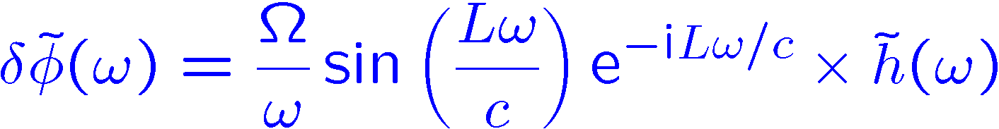 δφ̃(ω) = Ω/ω sin (Lω/c) e^{−iLω/c} × h̃(ω)